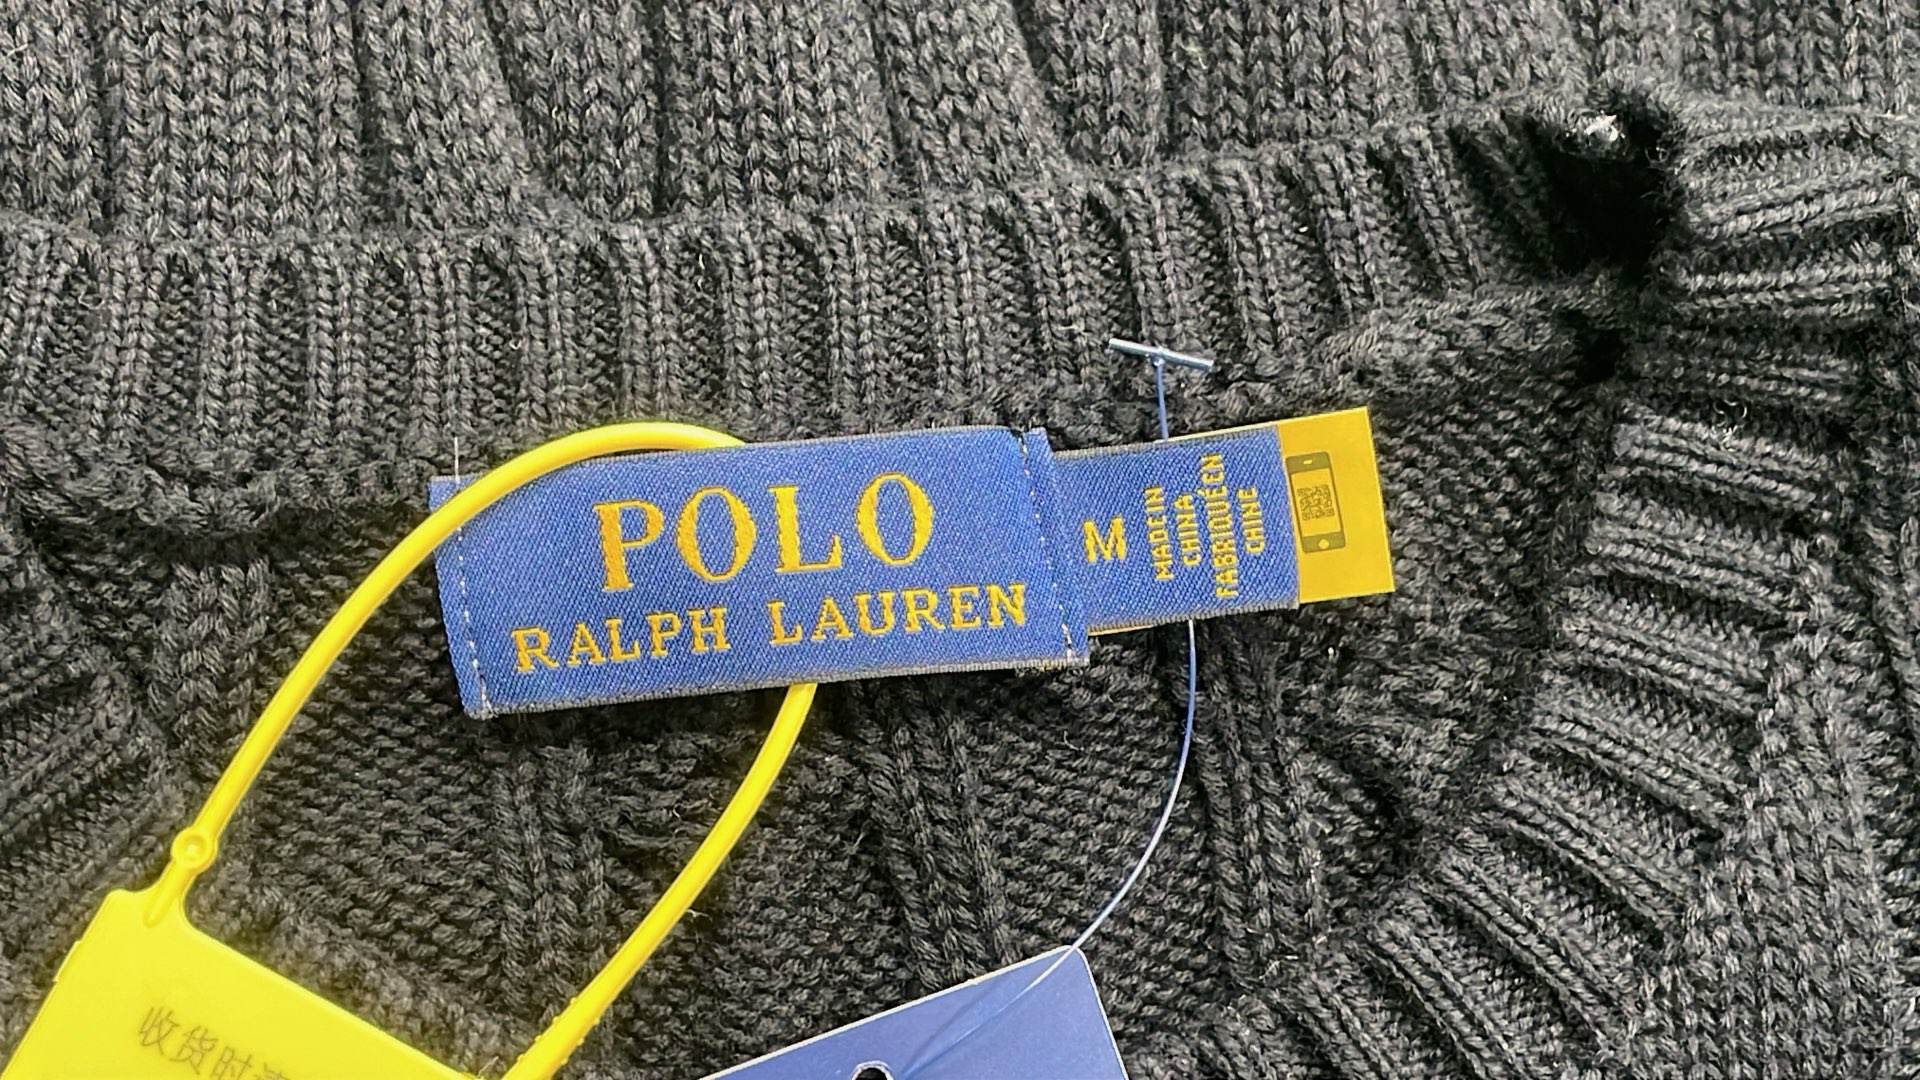 POLO
RALPH LAUREN
M
MADE IN
CHINA
FABRIQUÉ EN
CHINE
收货时